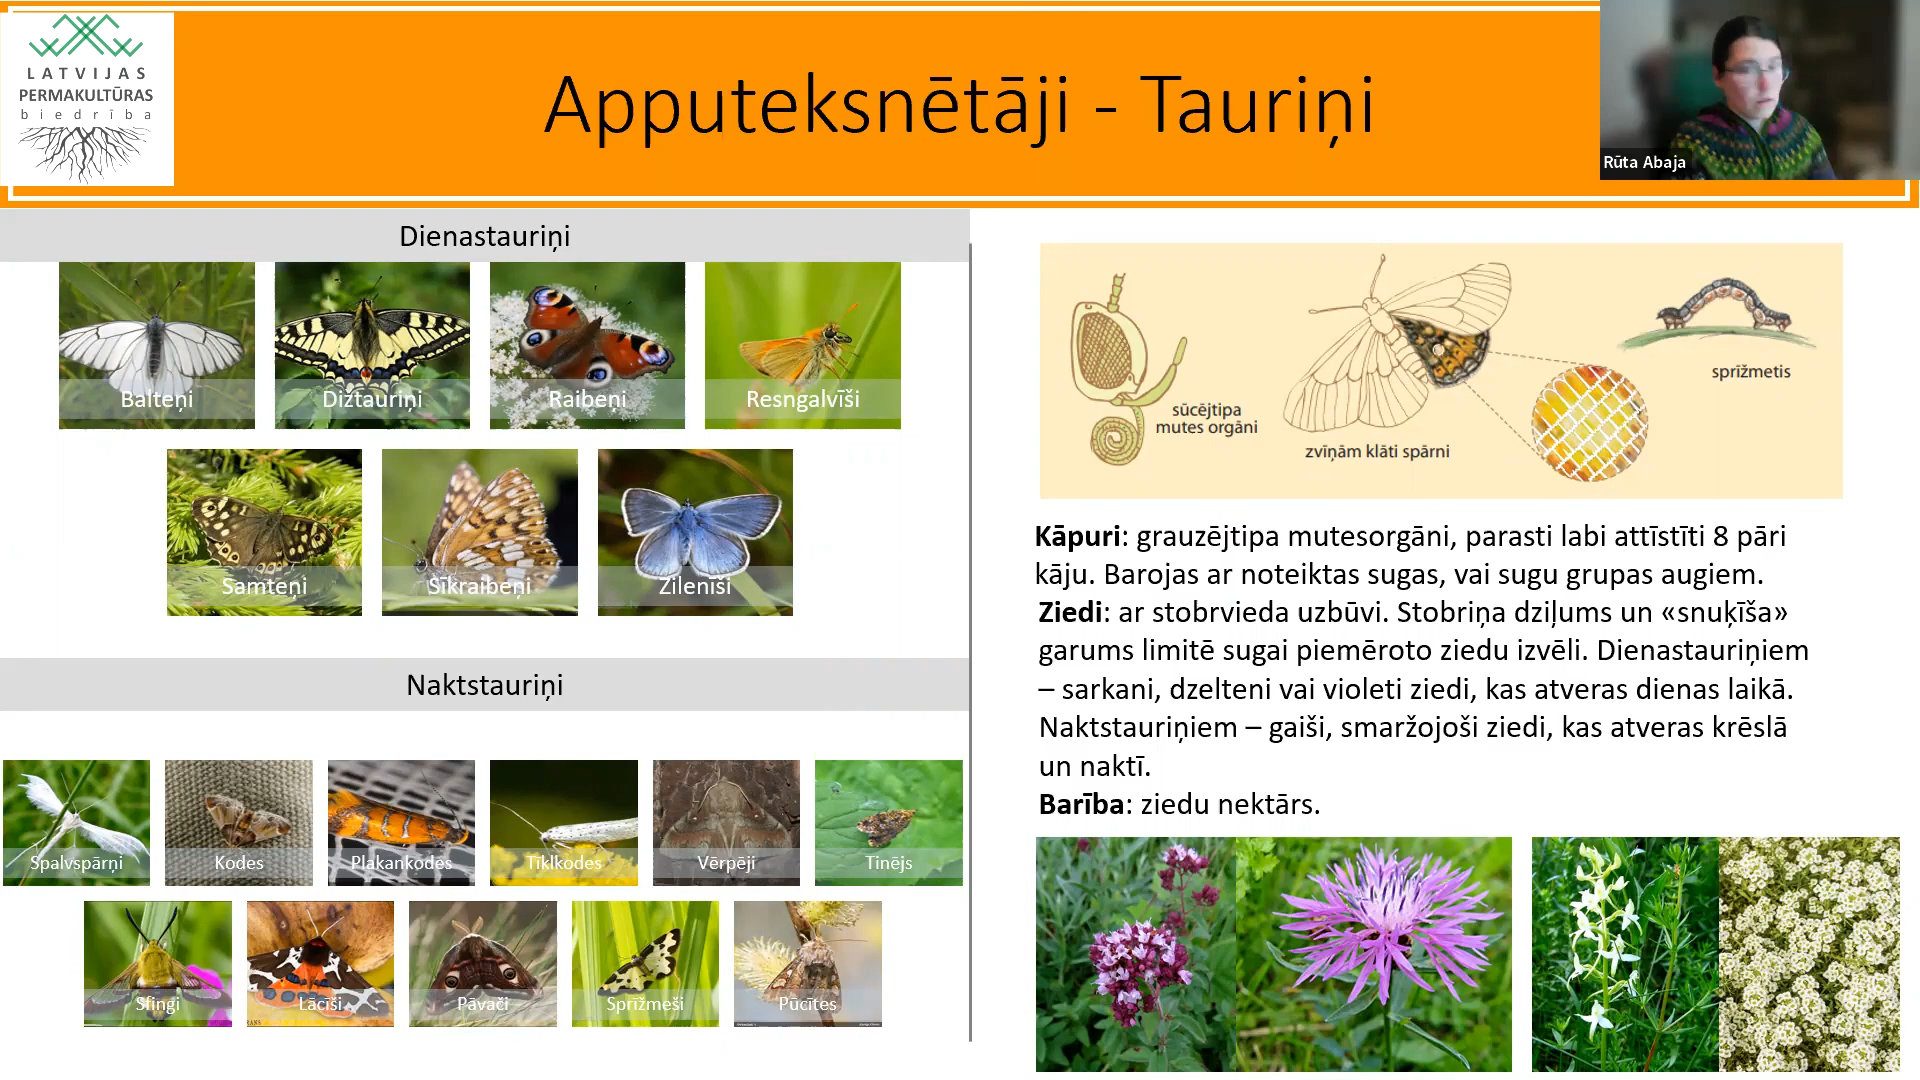 LATVIJAS
PERMAKULTŪRAS
biedrība
Apputeksnētāji - Tauriņi
Rūta Abaja
Dienastauriņi
Balteņi
Dižtauriņi
Raibeņi
Resngalvīši
Samteņi
Sīkraibeņi
Zilenīši
Naktstauriņi
Spalvspārņi
Kodes
Plakankodes
Tīklkodes
Vērpēji
Tinējs
Sfingi
Lācīši
Pāvači
Sprīžmeši
Pūcītes
sūcējtipa
mutes orgāni
zvīņām klāti spārni
sprīžmetis
Kāpuri: grauzējtipa mutesorgāni, parasti labi attīstīti 8 pāri
kāju. Barojas ar noteiktas sugas, vai sugu grupas augiem.
Ziedi: ar stobrvieda uzbūvi. Stobriņa dziļums un «snuķīša»
garums limitē sugai piemēroto ziedu izvēli. Dienastauriņiem
– sarkani, dzelteni vai violeti ziedi, kas atveras dienas laikā.
Naktstauriņiem – gaiši, smaržojoši ziedi, kas atveras krēslā
un naktī.
Barība: ziedu nektārs.